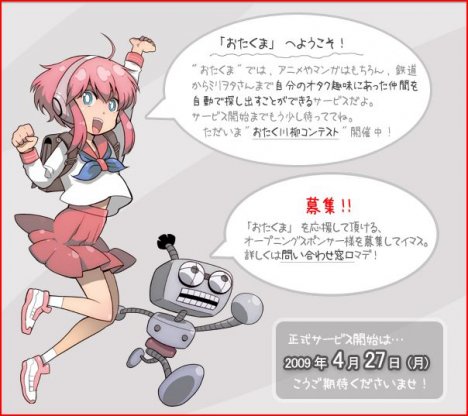 「おたくま」へようこそ！
"おたくま"では、アニメやマンガはもちろん、鉄道
からミリヲタさんまで自分のオタク趣味にあった仲間を
自動で探し出すことができるサービスだよ。
サービス開始までもう少し待っててね。
ただいま"おたく川柳コンテスト"開催中！
募集!!
「おたくま」を応援して頂ける、
オープニングスポンサー様を募集してイマス。
詳しくは問い合わせ窓ロマデ！
正式サービス開始は…
2009年4月27日（月）
こうご期待くださいませ！